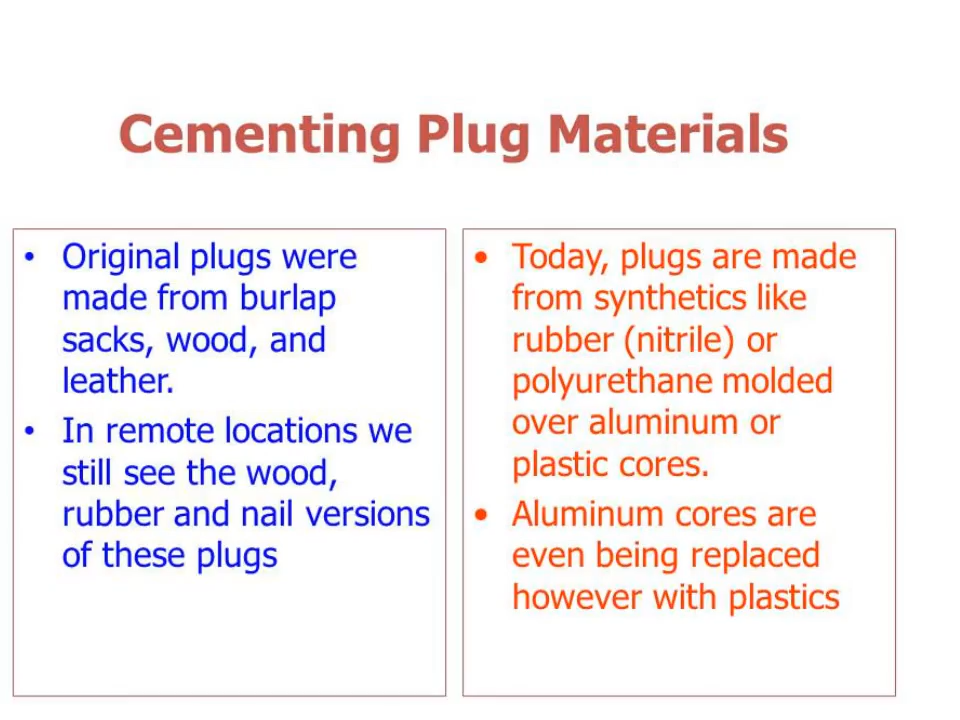 Cementing Plug Materials
• Original plugs were
made from burlap
sacks, wood, and
leather.
• In remote locations we
still see the wood,
rubber and nail versions
of these plugs
• Today, plugs are made
from synthetics like
rubber (nitrile) or
polyurethane molded
over aluminum or
plastic cores.
• Aluminum cores are
even being replaced
however with plastics